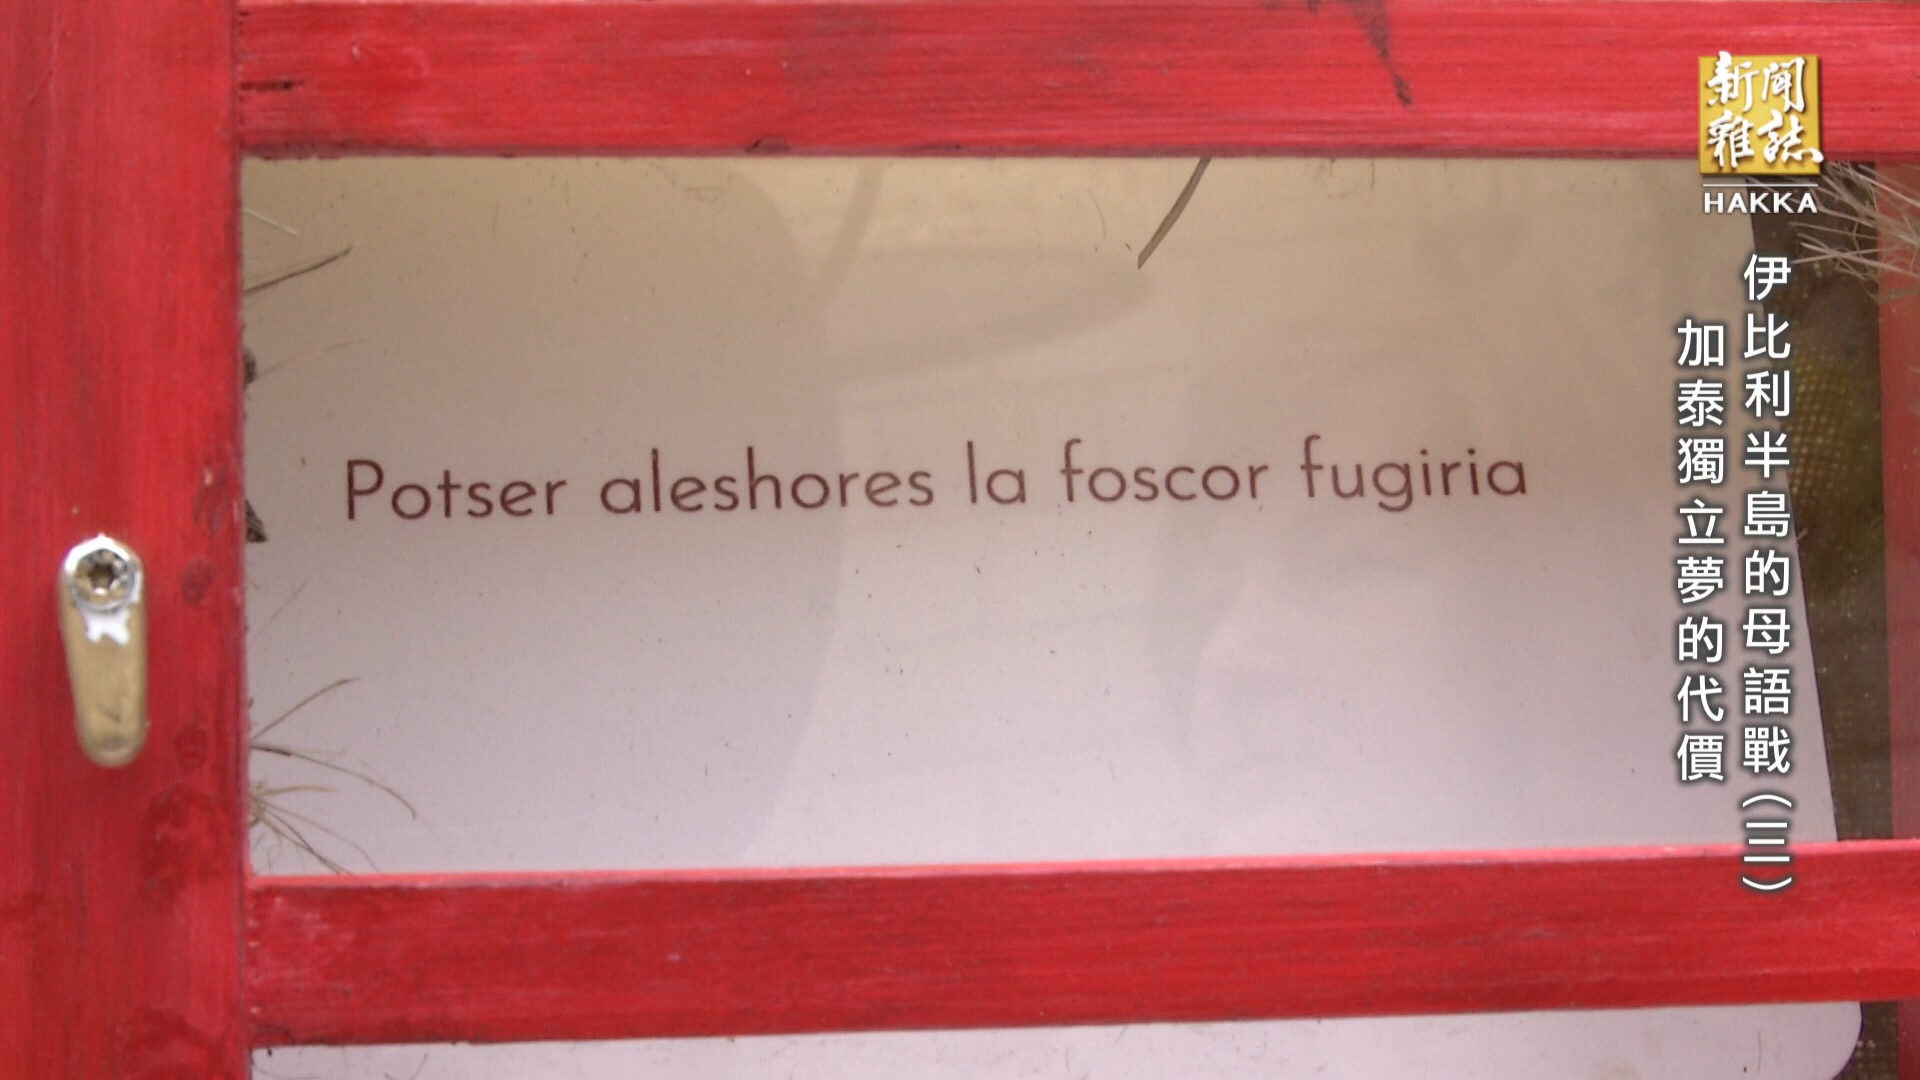 新聞
雜誌
HAKKA
伊比利半島的母語戰（三）
加泰獨立夢的代價
Potser aleshores la foscor fugiria